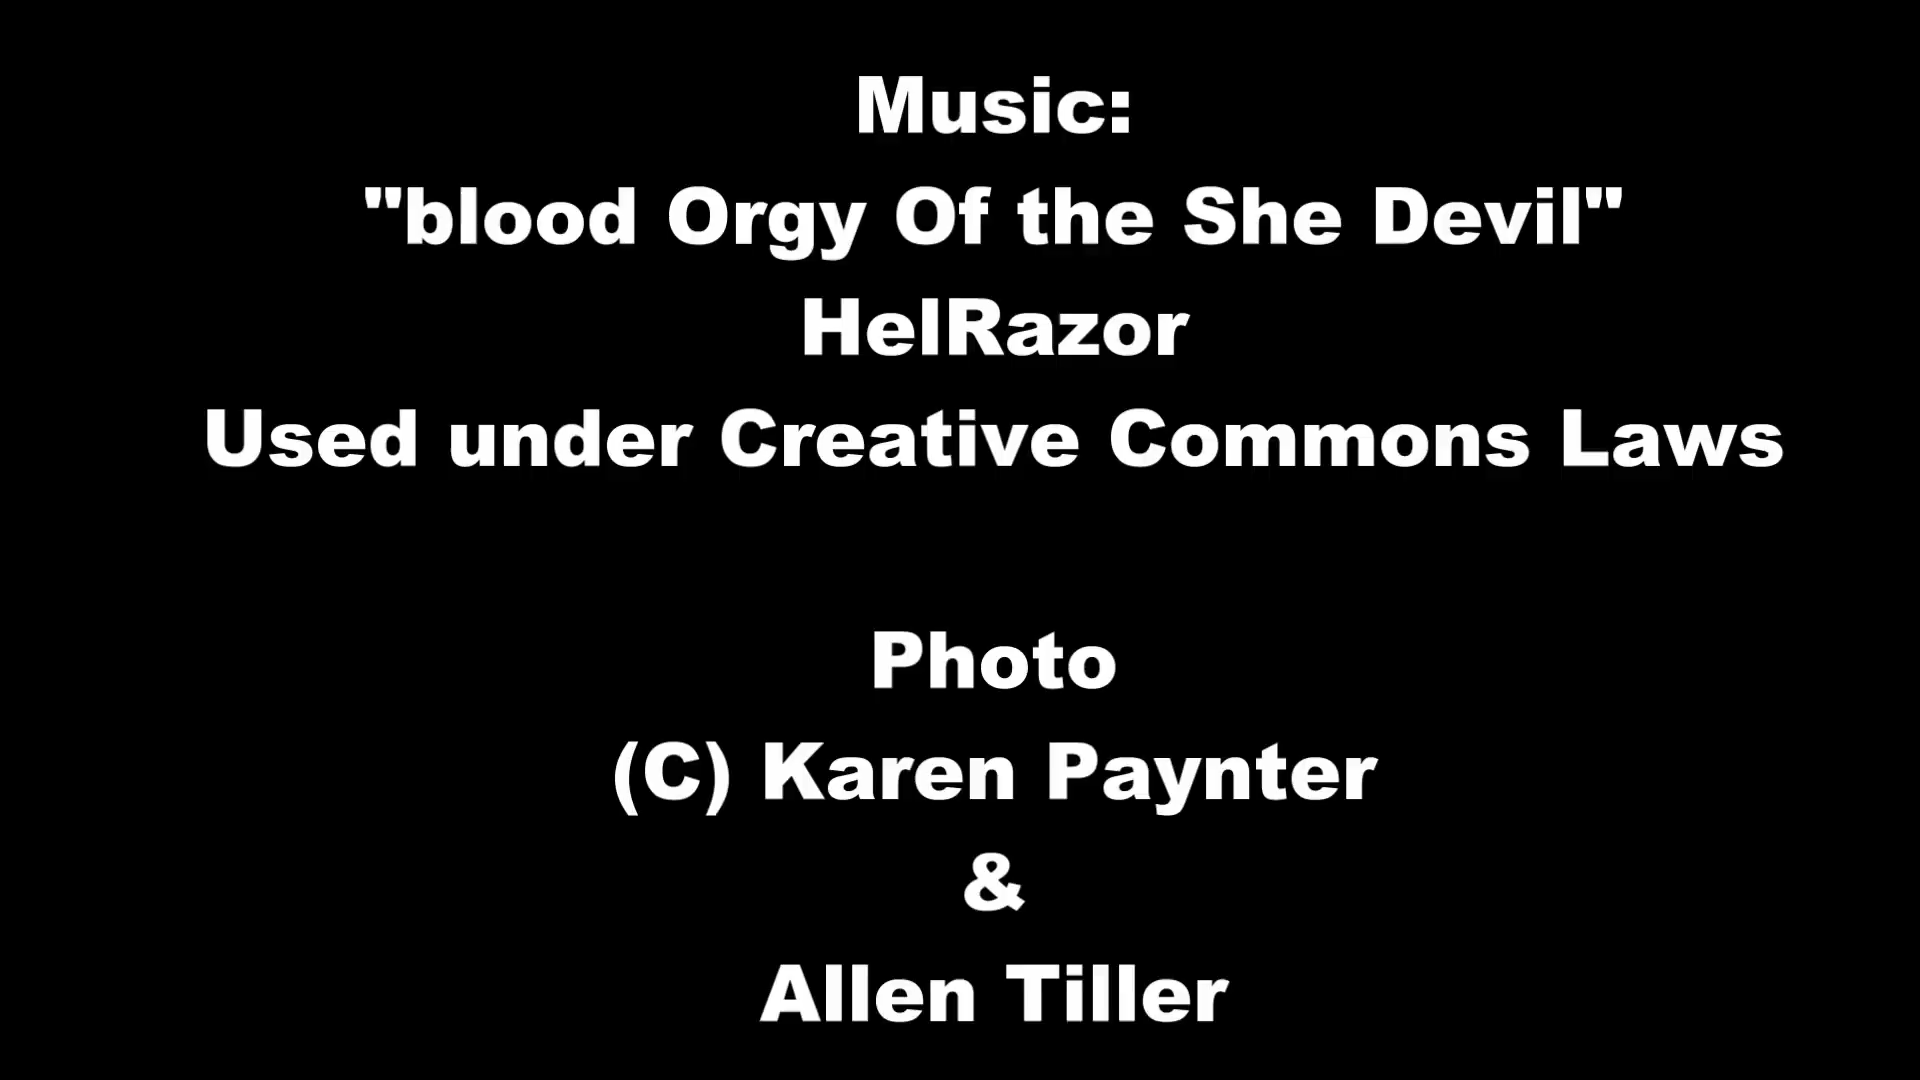 Music:
"blood Orgy Of the She Devil"
HelRazor
Used under Creative Commons Laws
Photo
(C) Karen Paynter
&
Allen Tiller